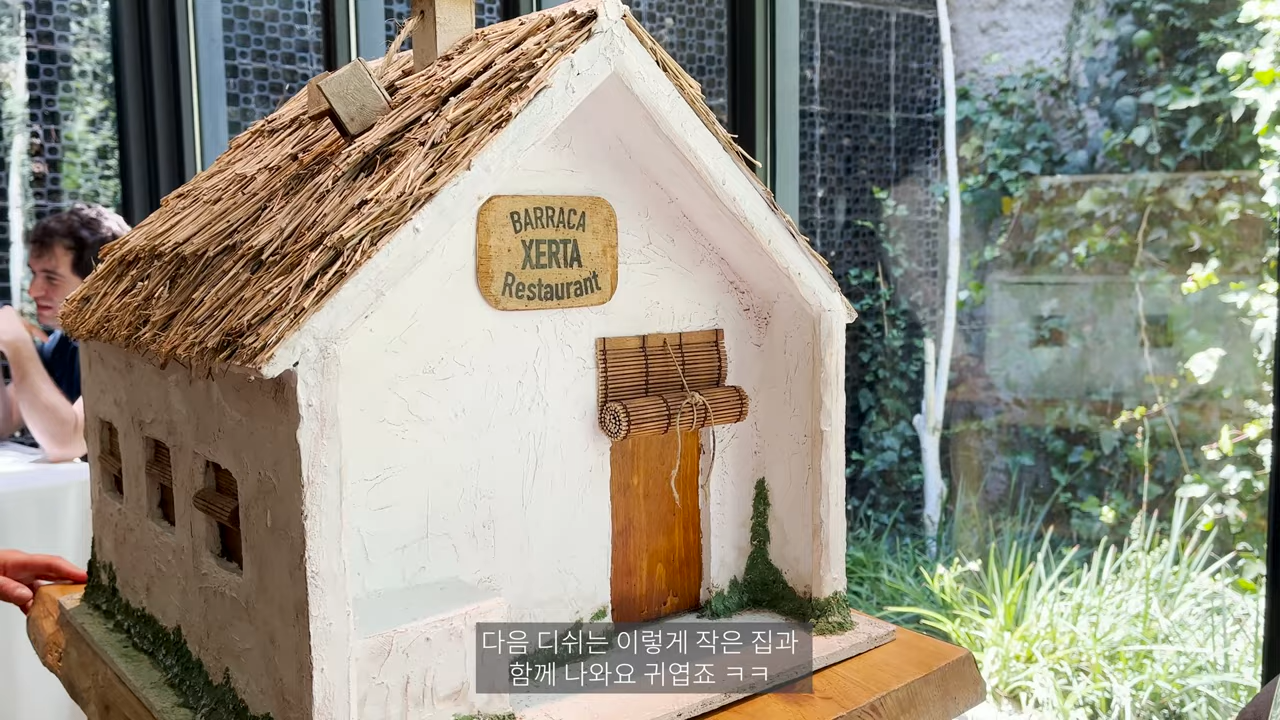 BARRACA
XERTA
Restaurant
다음 디쉬는 이렇게 작은 집과
함께 나와요 귀엽죠 ㅋㅋ